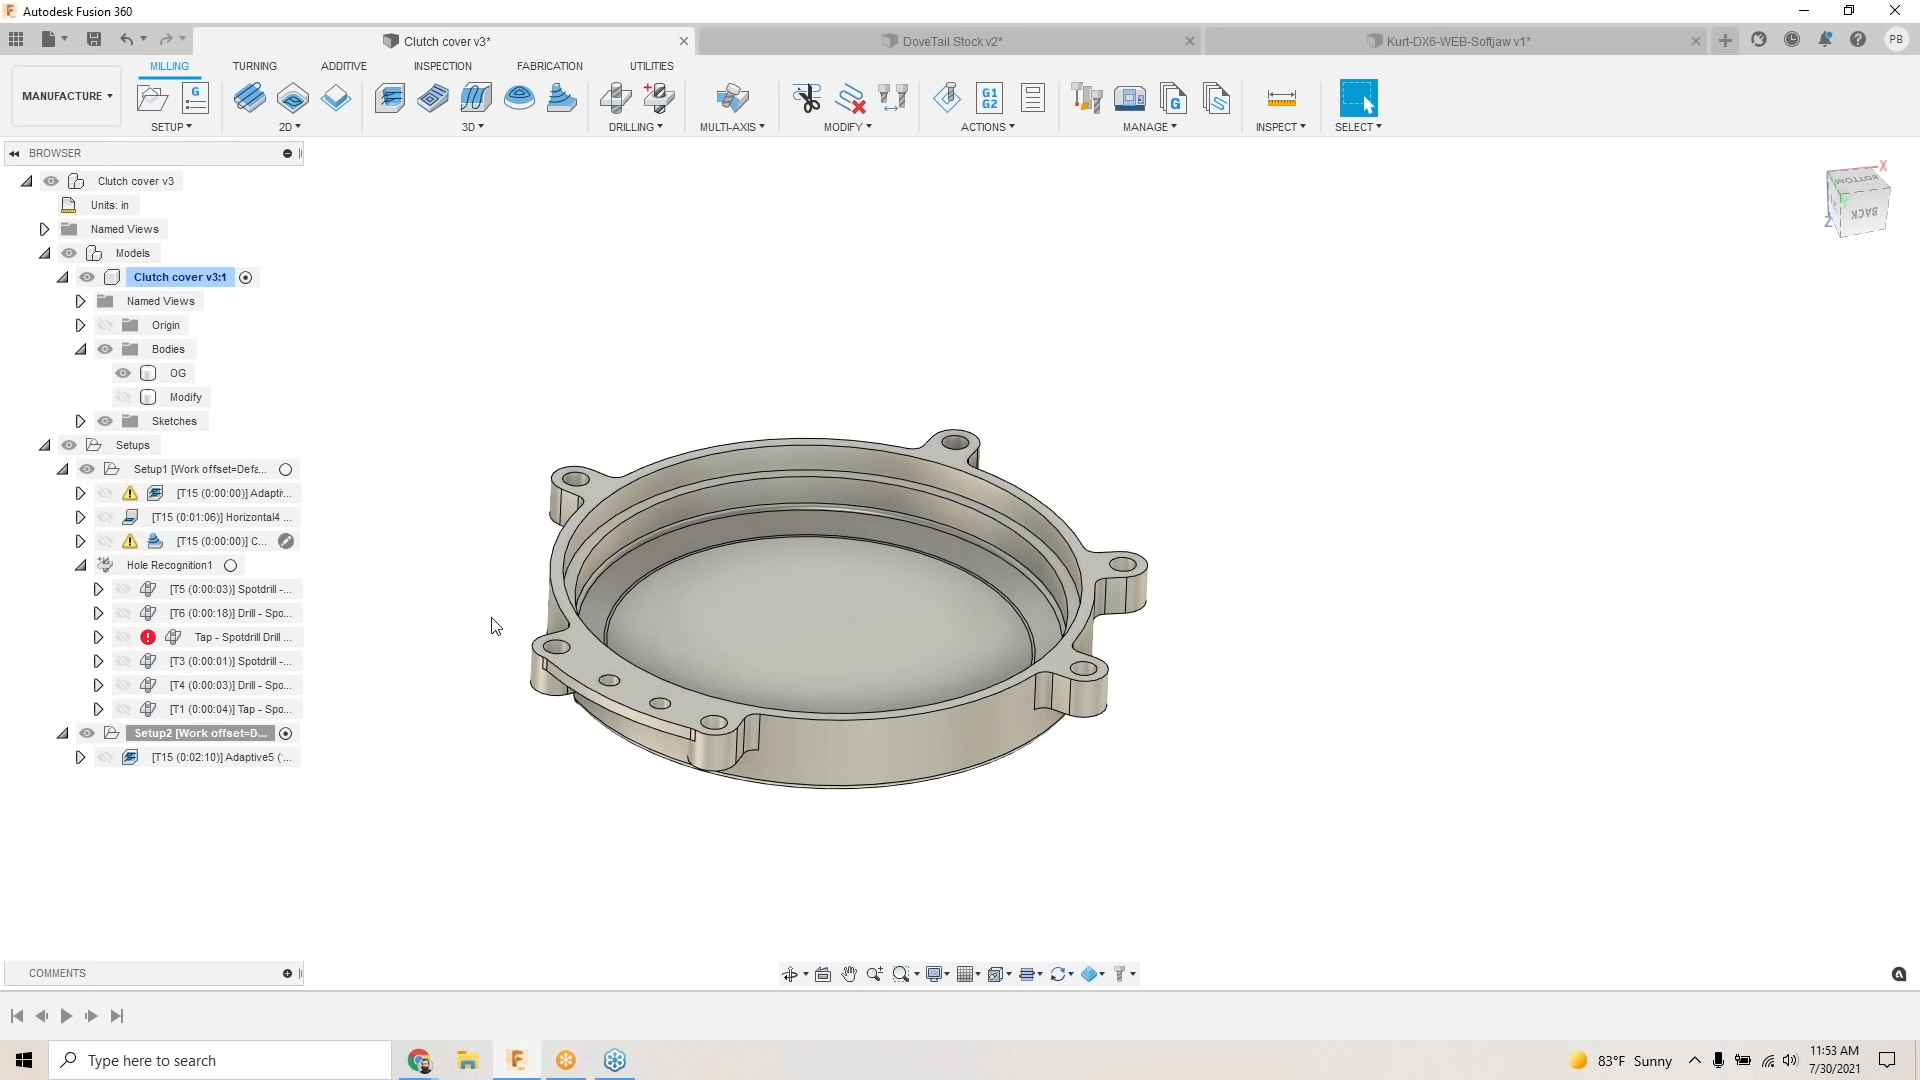 Autodesk Fusion 360
Clutch cover v3*
DoveTail Stock v2*
Kurt-DX6-WEB-Softjaw v1*
PB
MILLING
TURNING
ADDITIVE
INSPECTION
FABRICATION
UTILITIES
MANUFACTURE
G
G1
G2
G
SETUP
2D
3D
DRILLING
MULTI-AXIS
MODIFY
ACTIONS
MANAGE
INSPECT
SELECT
BROWSER
Clutch cover v3
Units: in
Named Views
Models
Clutch cover v3:1
Named Views
Origin
Bodies
OG
Modify
Sketches
Setups
Setup1 [Work offset=Defa...
[T15 (0:00:00)] Adapti...
[T15 (0:01:06)] Horizontal4 ...
[T15 (0:00:00)] C...
Hole Recognition1
[T5 (0:00:03)] Spotdrill -...
[T6 (0:00:18)] Drill - Spo...
Tap - Spotdrill Drill ...
[T3 (0:00:01)] Spotdrill -...
[T4 (0:00:03)] Drill - Spo...
[T1 (0:00:04)] Tap - Spo...
Setup2 [Work offset=D...
[T15 (0:02:10)] Adaptive5 (...
X
BOTTOM
BACK
Z
COMMENTS
Type here to search
83°F Sunny
11:53 AM
7/30/2021